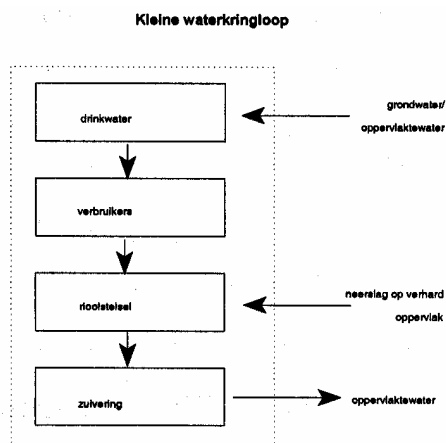 Kleine waterkringloop
drinkwater
grondwater/
oppervlaktewater
verbruikers
rioolstelsel
neerslag op verhard
oppervlak
zuivering
oppervlaktewater